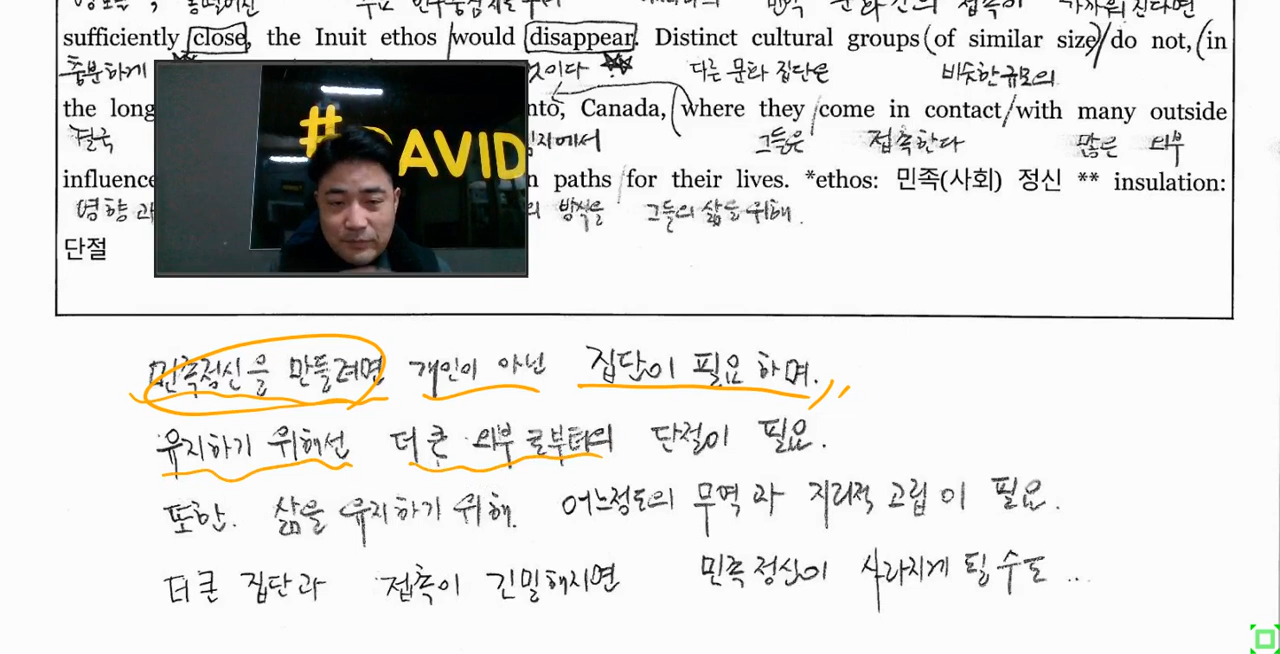 sufficiently close, the Inuit ethos would disappear. Distinct cultural groups (of similar size) do not, (in
충분하게 것이다 다른 문화 집단은 비슷한 규모의
the long nto, Canada, where they come in contact with many outside
결국 그들은 접촉한다 많은 외부
#DAVID
influence paths for their lives. *ethos: 민족(사회) 정신 ** insulation:
영향과 방식을 그들의 삶을 위해.
단절
민족정신을 만들려면 개인이 아닌 집단이 필요하며,
유지하기 위해선 더 큰 외부로부터의 단절이 필요.
또한. 삶을 유지하기 위해. 어느정도의 무역과 지리적 고립이 필요.
더 큰 집단과 접촉이 긴밀해지면 민족정신이 사라지게 될 수도 ...